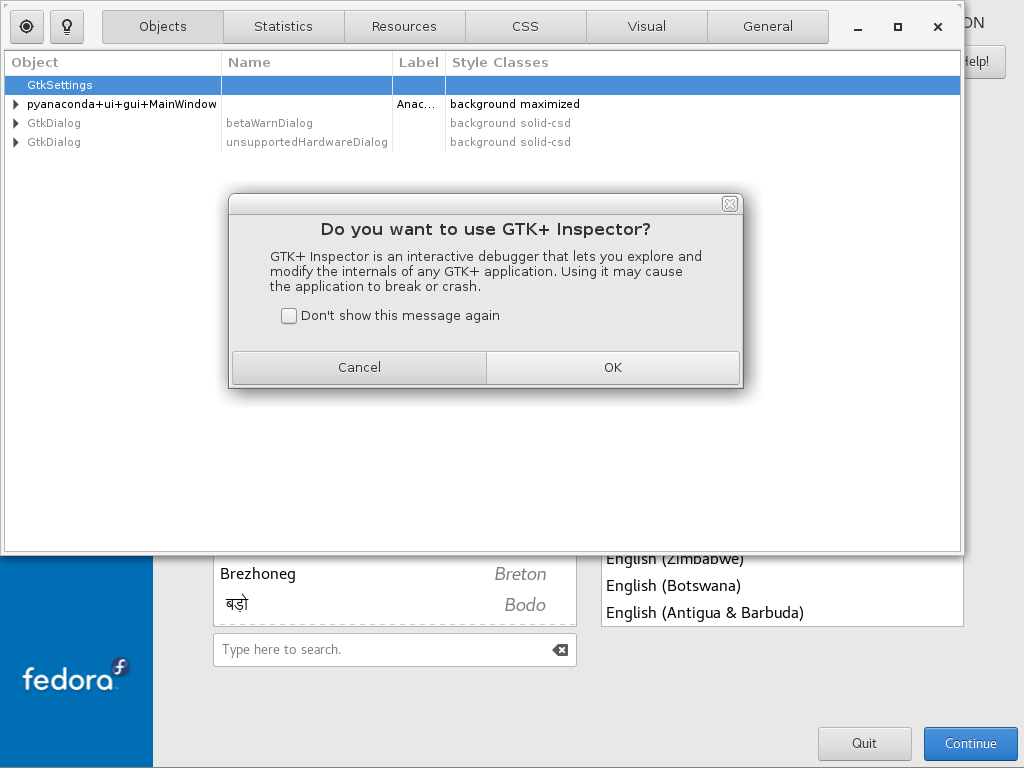 Objects Statistics Resources CSS Visual General
ON
Help!
Object Name Label Style Classes
GtkSettings
pyanaconda+ui+gui+MainWindow Anac... background maximized
GtkDialog betaWarnDialog background solid-csd
GtkDialog unsupportedHardwareDialog background solid-csd
Do you want to use GTK+ Inspector?
GTK+ Inspector is an interactive debugger that lets you explore and
modify the internals of any GTK+ application. Using it may cause
the application to break or crash.
Don't show this message again
Cancel OK
English (Zimbabwe)
Brezhoneg Breton
English (Botswana)
बड़ो Bodo
English (Antigua & Barbuda)
Type here to search.
fedora
Quit Continue